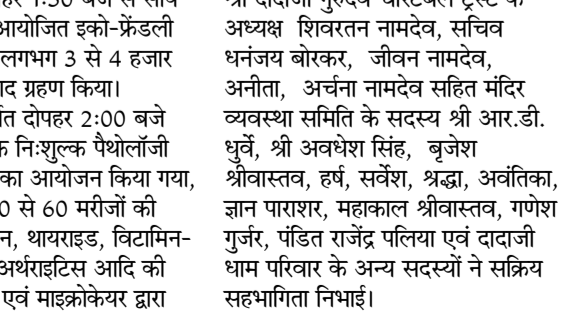 आयोजित इको-फ्रेंडली
लगभग 3 से 4 हजार
ग्रहण किया।
दोपहर 2:00 बजे
निःशुल्क पैथोलॉजी
का आयोजन किया गया,
से 60 मरीजों की
थायराइड, विटामिन-
अर्थराइटिस आदि की
एवं माइक्रोकेयर द्वारा
अध्यक्ष शिवरतन नामदेव, सचिव
धनंजय बोरकर, जीवन नामदेव,
अनीता, अर्चना नामदेव सहित मंदिर
व्यवस्था समिति के सदस्य श्री आर.डी.
धुर्वे, श्री अवधेश सिंह, बृजेश
श्रीवास्तव, हर्ष, सर्वेश, श्रद्धा, अवंतिका,
ज्ञान पाराशर, महाकाल श्रीवास्तव, गणेश
गुर्जर, पंडित राजेंद्र पलिया एवं दादाजी
धाम परिवार के अन्य सदस्यों ने सक्रिय
सहभागिता निभाई।